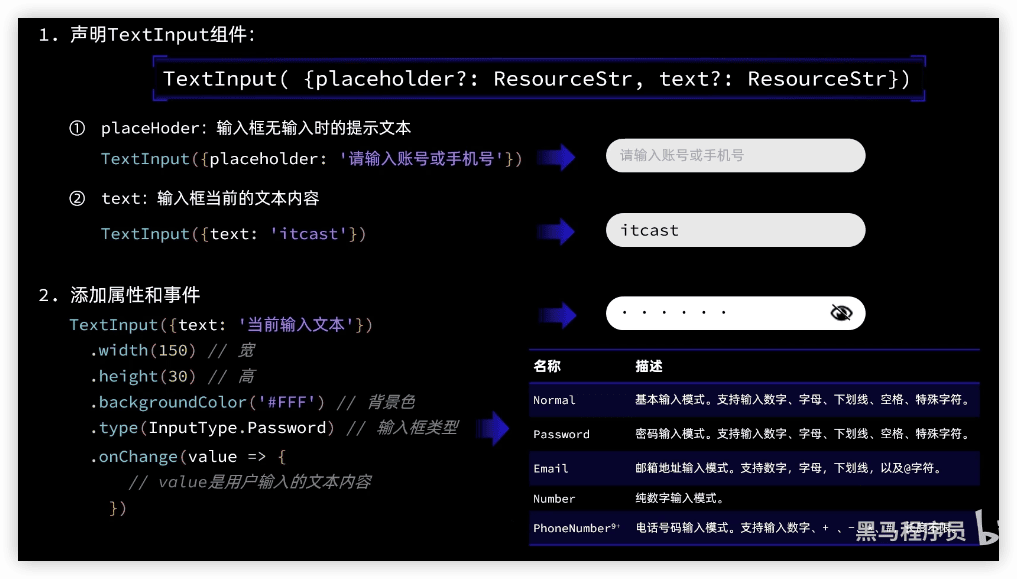 1. 声明TextInput组件:
TextInput( {placeholder?: ResourceStr, text?: ResourceStr})
① placeHoder: 输入框无输入时的提示文本
TextInput({placeholder: '请输入账号或手机号'})
请输入账号或手机号
② text: 输入框当前的文本内容
TextInput({text: 'itcast'})
itcast
2. 添加属性和事件
TextInput({text: '当前输入文本'})
.width(150) // 宽
.height(30) // 高
.backgroundColor('#FFF') // 背景色
.type(InputType.Password) // 输入框类型
.onChange(value => {
// value是用户输入的文本内容
})
名称 描述
Normal 基本输入模式。支持输入数字、字母、下划线、空格、特殊字符。
Password 密码输入模式。支持输入数字、字母、下划线、空格、特殊字符。
Email 邮箱地址输入模式。支持数字，字母，下划线，以及@字符。
Number 纯数字输入模式。
PhoneNumber9+ 电话号码输入模式。支持输入数字、+ 、-
黑马程序员